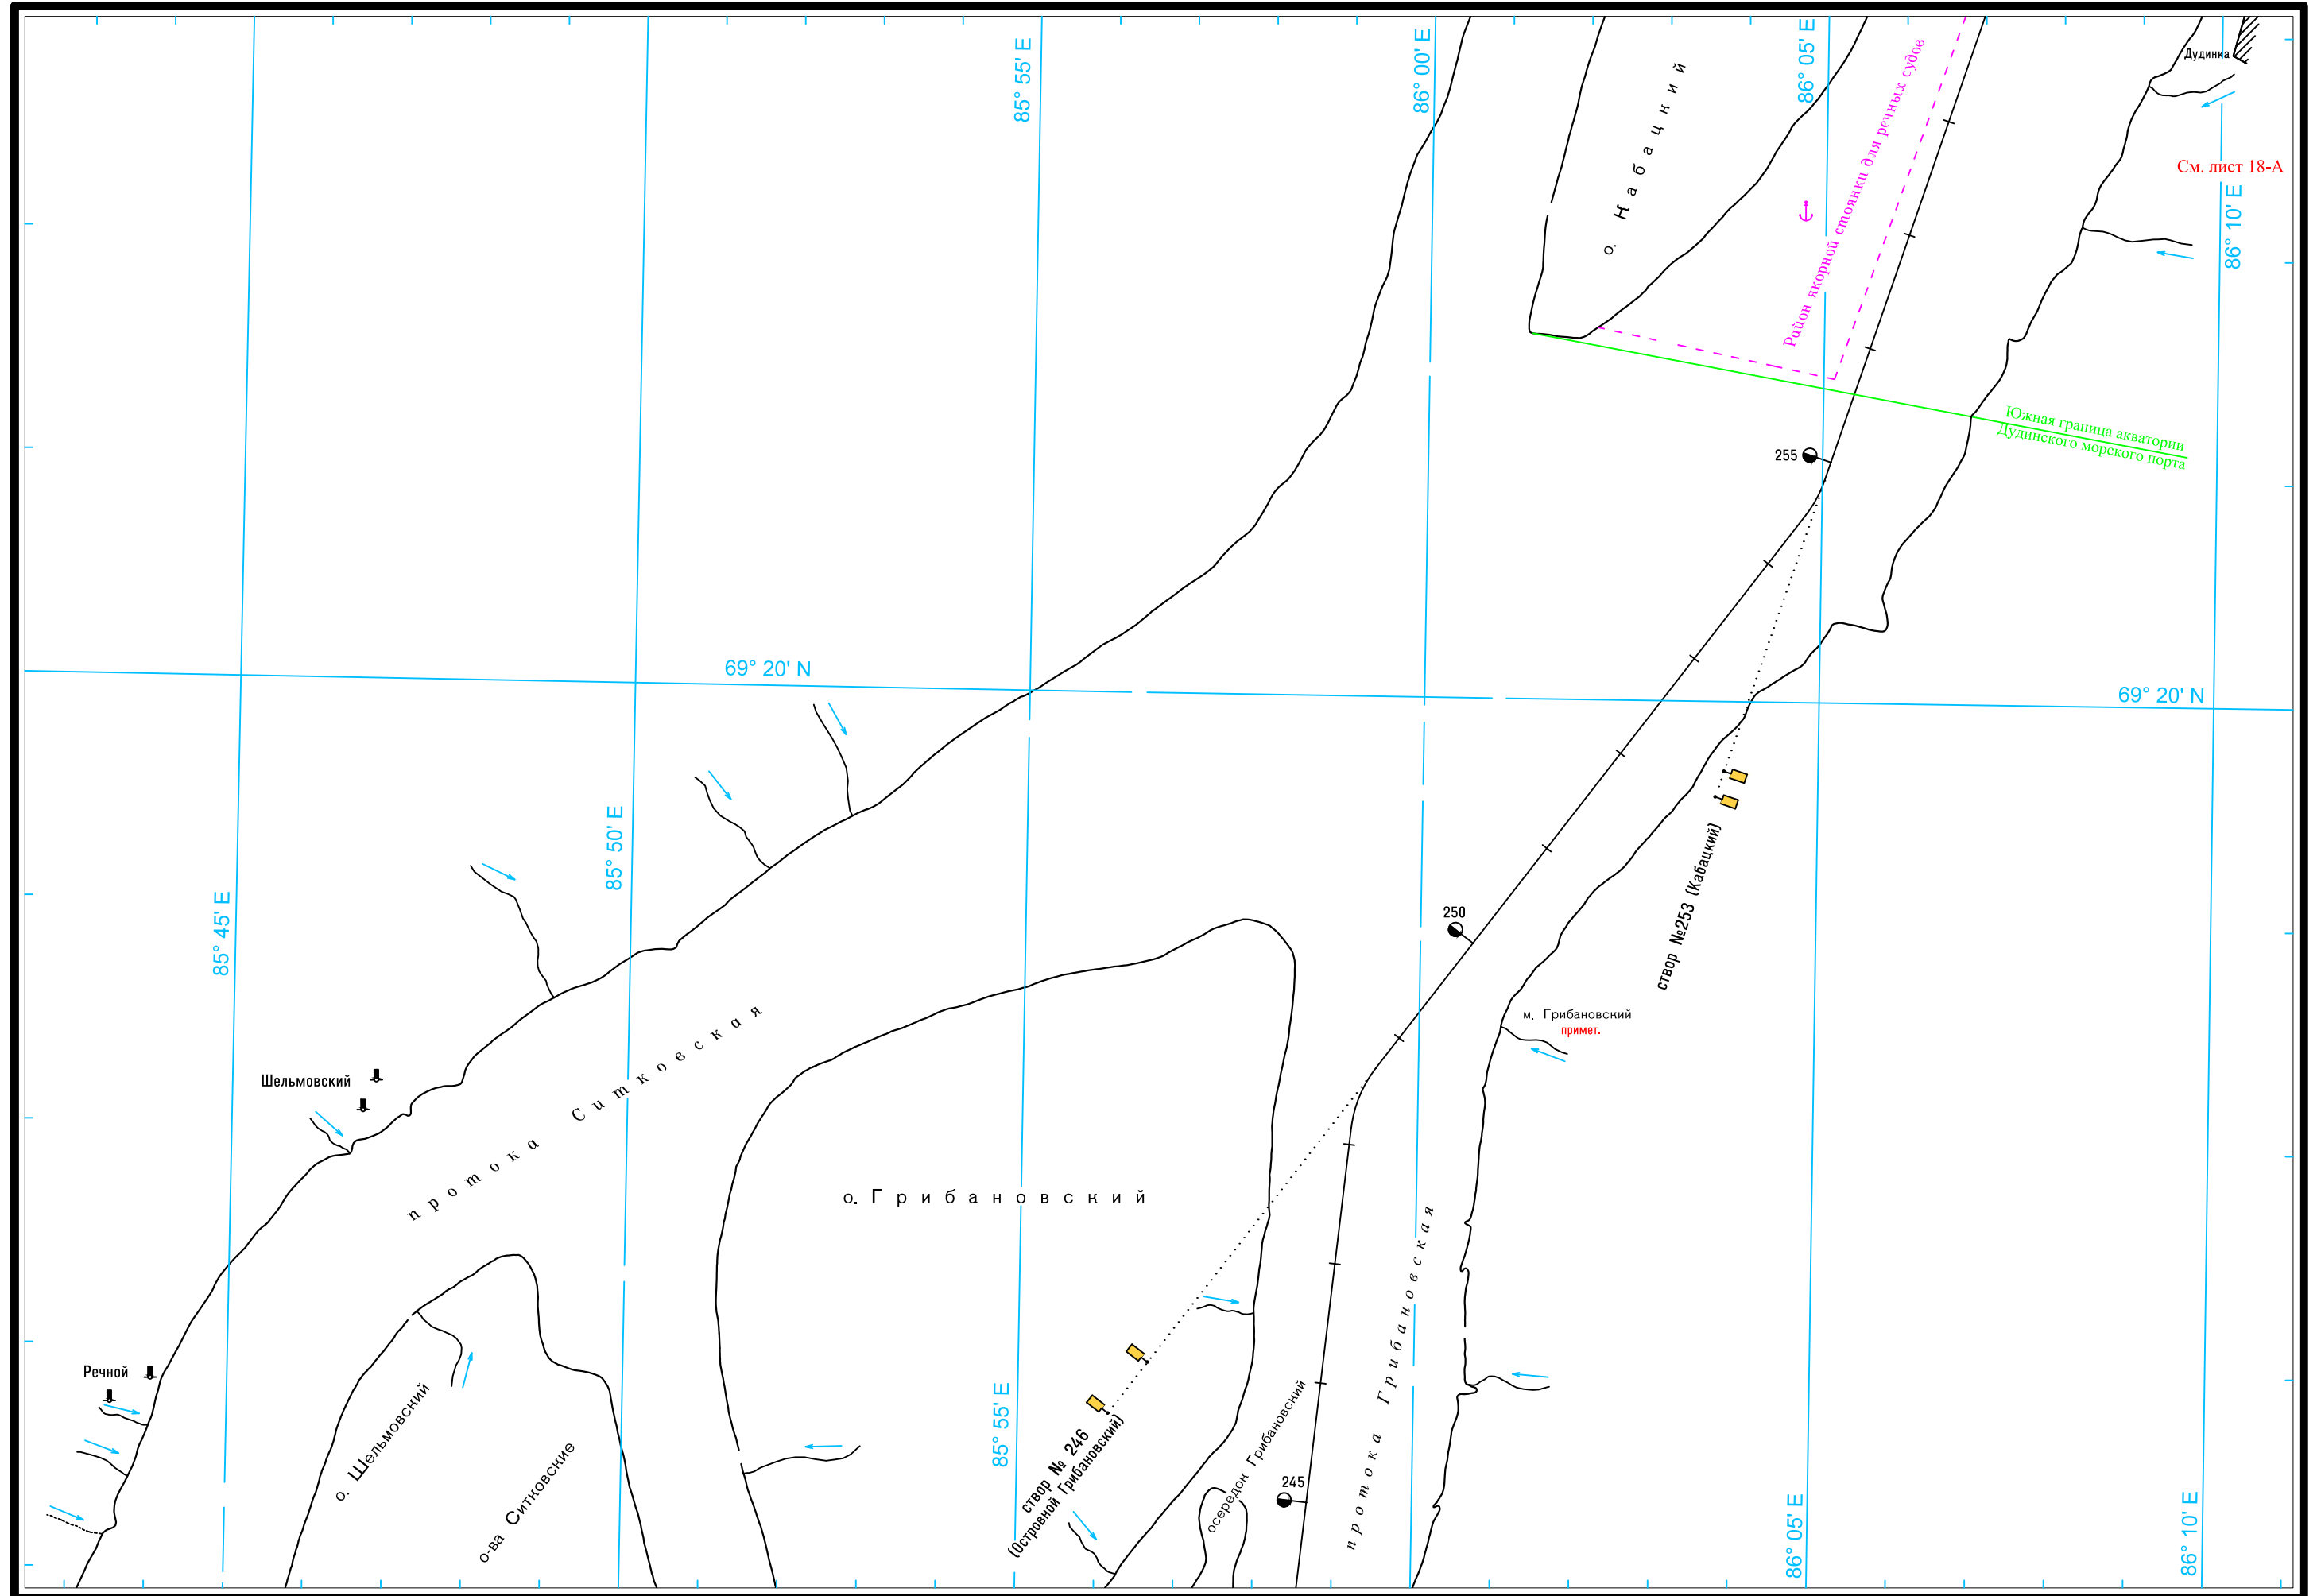 85° 55' E
86° 00' E
86° 05' E
Дудинка
См. лист 18-А
86° 10' E
о. Кабацкий
Район якорной стоянки для речных судов
Южная граница акватории
Дудинского морского порта
255
69° 20' N
69° 20' N
85° 45' E
85° 50' E
створ №253 (Кабацкий)
250
м. Грибановский
примет.
протока Ситковская
Шельмовский
о. Грибановский
протока Грибановская
Речной
о. Шельмовский
о-ва Ситковские
85° 55' E
створ № 246
(Островной Грибановский)
осередок Грибановский
245
86° 05' E
86° 10' E